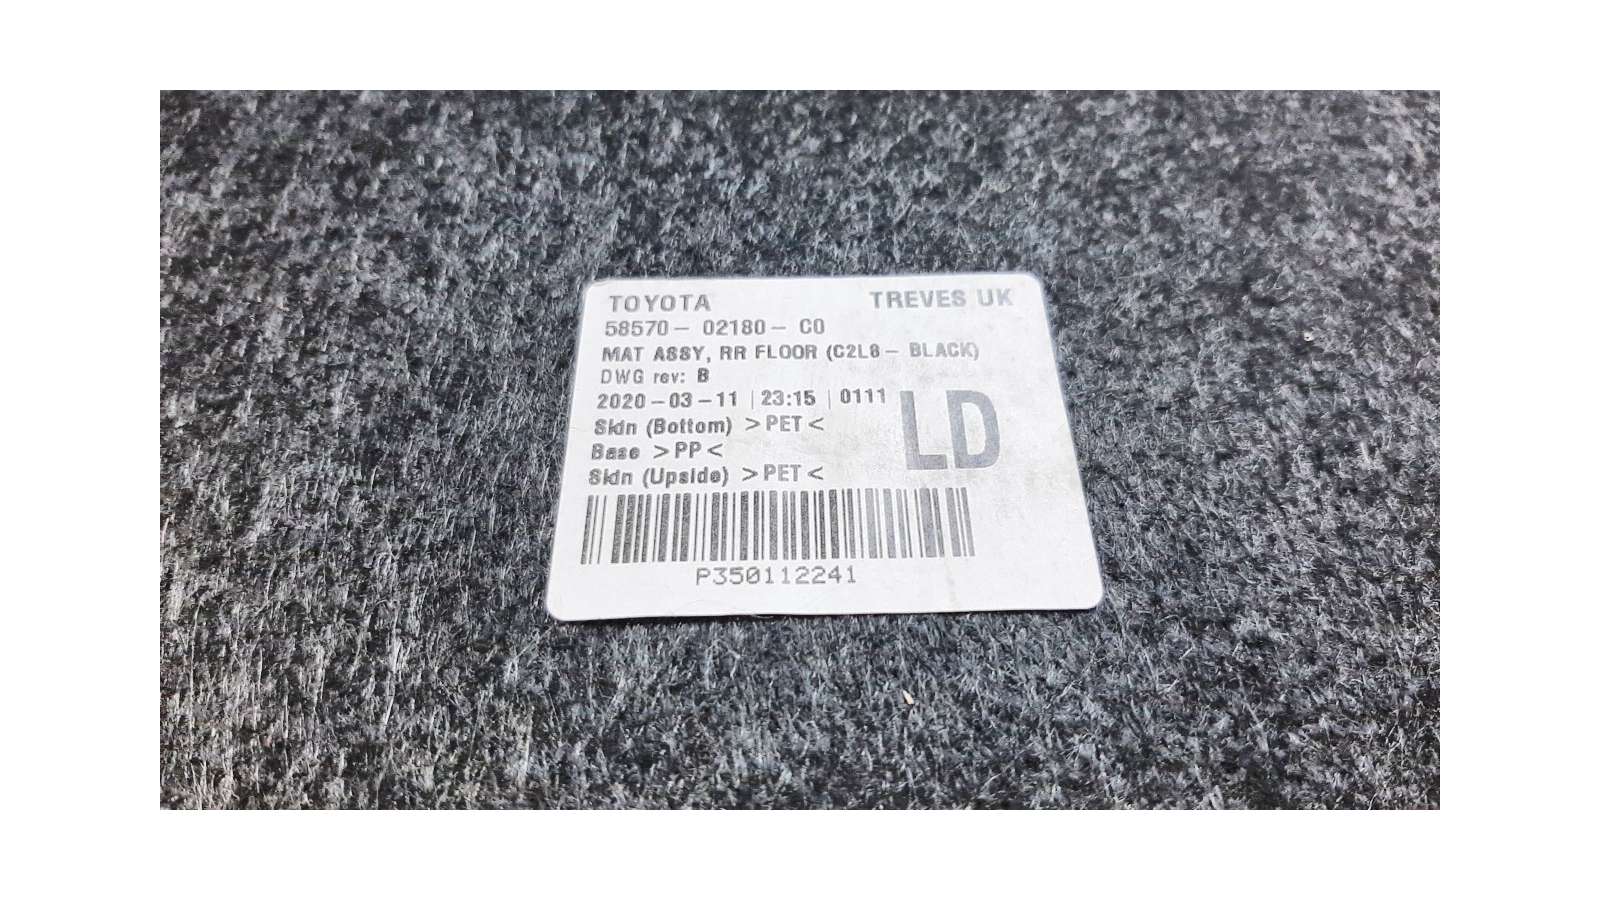 TOYOTA TREVES UK
58570-02180-C0
MAT ASSY, RR FLOOR (C2L8- BLACK)
DWG rev: B
2020-03-11 | 23:15 | 0111
LD
Skin (Bottom) >PET<
Base >PP<
Skin (Upside) >PET<
P350112241